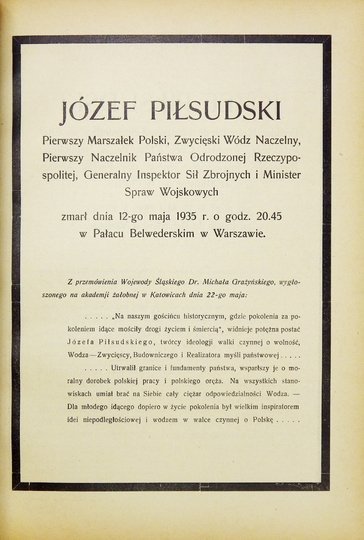 JÓZEF PIŁSUDSKI
Pierwszy Marszałek Polski, Zwycięski Wódz Naczelny,
Pierwszy Naczelnik Państwa Odrodzonej Rzeczypo-
spolitej, Generalny Inspektor Sił Zbrojnych i Minister
Spraw Wojskowych
zmarł dnia 12-go maja 1935 r. o godz. 20.45
w Pałacu Belwederskim w Warszawie.
Z przemówienia Wojewody Śląskiego Dr. Michała Grażyńskiego, wygło-
szonego na akademji żałobnej w Katowicach dnia 22-go maja:
. . . . . „Na naszym gościńcu historycznym, gdzie pokolenia za po-
koleniem idące mościły drogi życiem i śmiercią", widnieje potężna postać
Józefa Piłsudskiego, twórcy ideologji walki czynnej o wolność,
Wodza—Zwycięscy, Budowniczego i Realizatora myśli państwowej . . . . .
. . . . . Utrwalił granice i fundamenty państwa, wsparłszy je o mo-
ralny dorobek polskiej pracy i polskiego oręża. Na wszystkich stano-
wiskach umiał brać na Siebie cały ciężar odpowiedzialności Wodza. —
Dla młodego idącego dopiero w życie pokolenia był wielkim inspiratorem
idei niepodległościowej i wodzem w walce czynnej o Polskę . . . . .